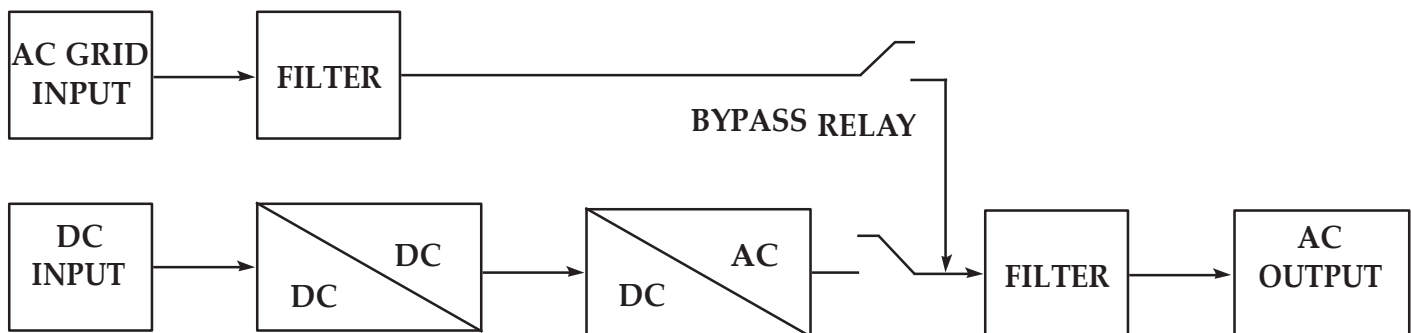 AC GRID
INPUT
FILTER
BYPASS RELAY
DC
INPUT
DC
DC
AC
DC
FILTER
AC
OUTPUT